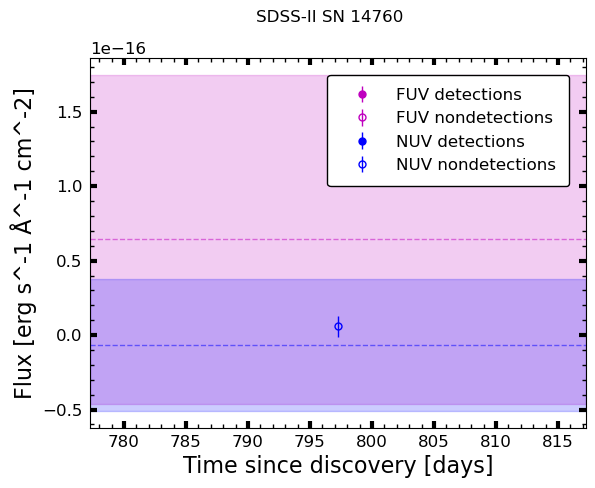 SDSS-II SN 14760
1e−16
FUV detections
FUV nondetections
NUV detections
NUV nondetections
1.5
1.0
0.5
0.0
−0.5
Flux [erg s^-1 Å^-1 cm^-2]
780 785 790 795 800 805 810 815
Time since discovery [days]